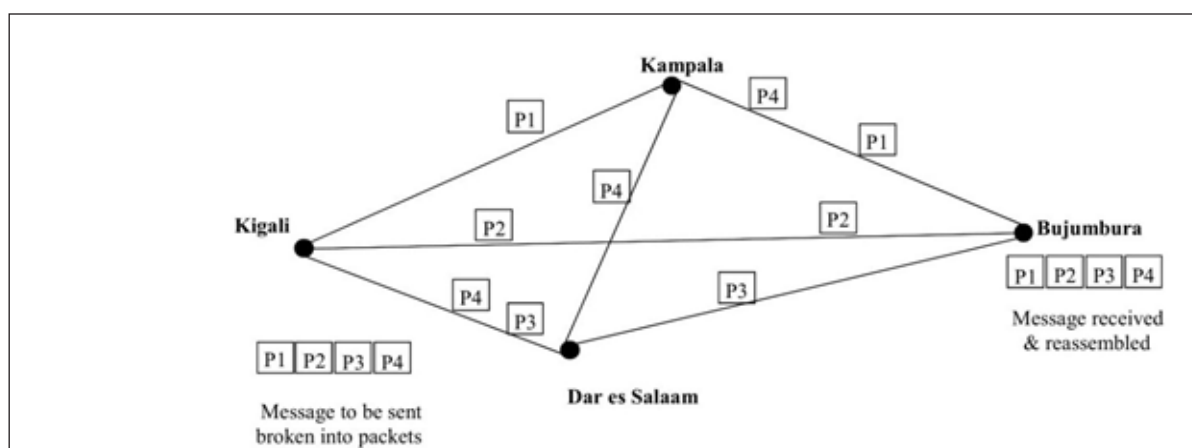 Kampala
P4
P1
P1
P4
Kigali
P2
P2
Bujumbura
P1 P2 P3 P4
P4
P3
P3
Message received
& reassembled
P1 P2 P3 P4
Dar es Salaam
Message to be sent
broken into packets